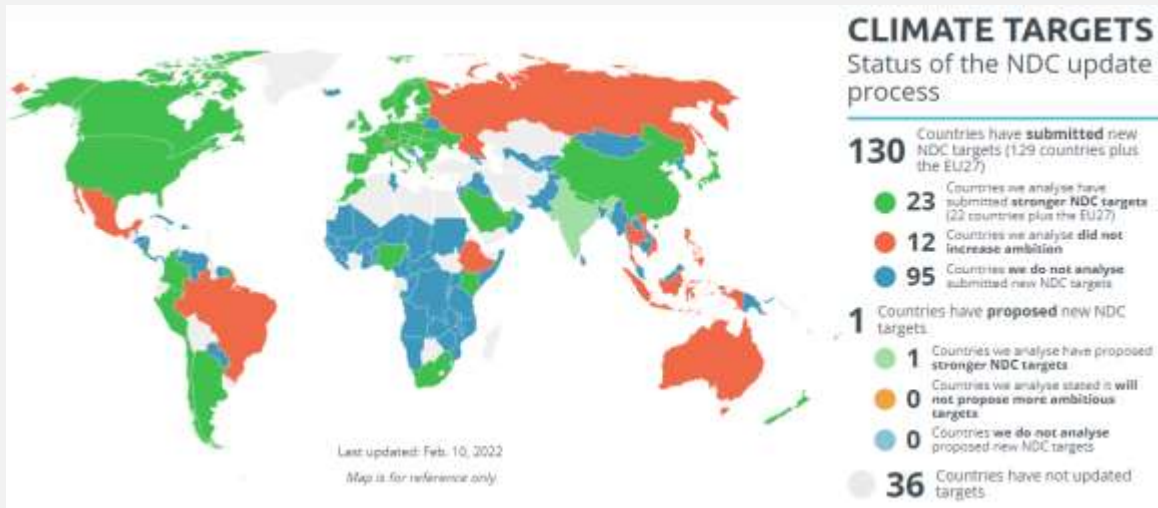 CLIMATE TARGETS
Status of the NDC update
process
130
Countries have submitted new
NDC targets (129 countries plus
the EU27)
23
Countries we analyse have
submitted stronger NDC targets
(22 countries plus the EU27)
12
Countries we analyse did not
increase ambition
95
Countries we do not analyse
submitted new NDC targets
1
Countries have proposed new NDC
targets
1
Countries we analyse have proposed
stronger NDC targets
0
Countries we analyse stated it will
not propose more ambitious
targets
0
Countries we do not analyse
proposed new NDC targets
36
Countries have not updated
targets
Last updated: Feb. 10, 2022
Map is for reference only.